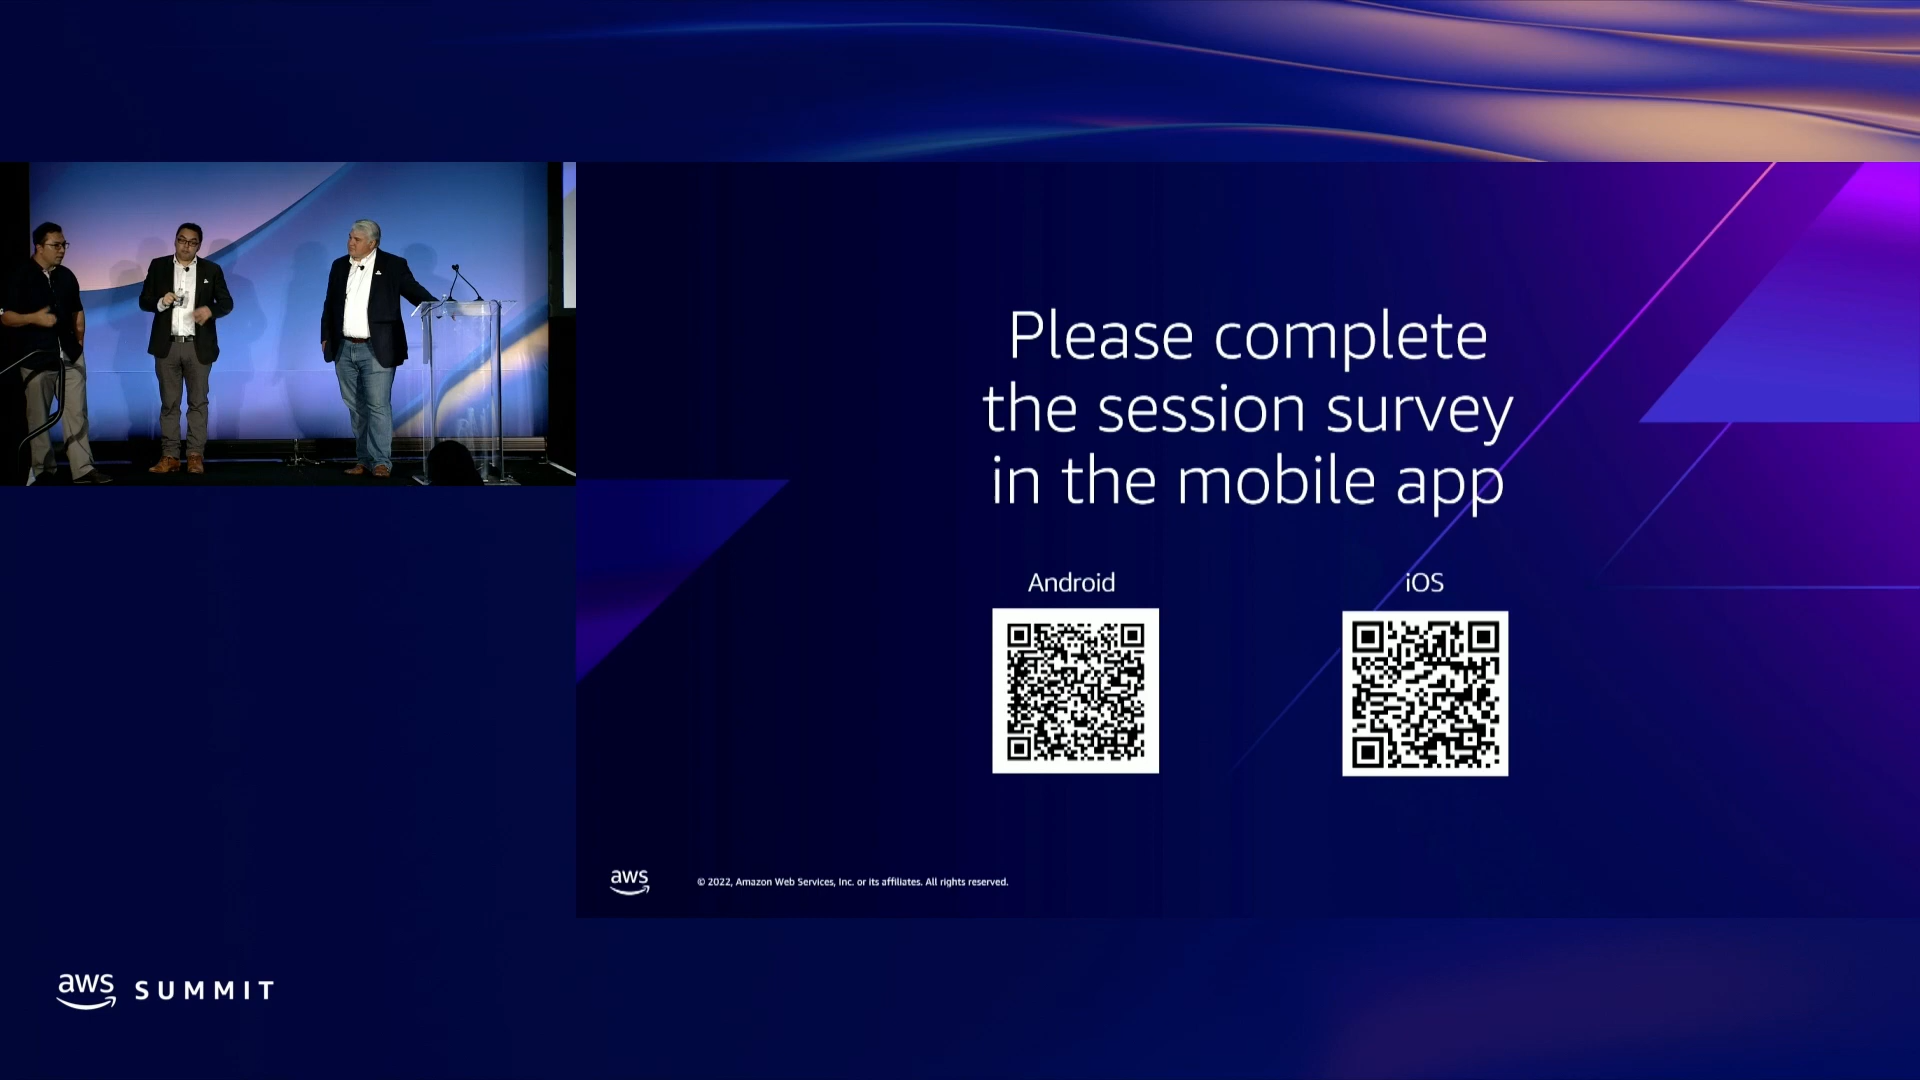 Please complete
the session survey
in the mobile app
Android
iOS
aws
© 2022, Amazon Web Services, Inc. or its affiliates. All rights reserved.
aws SUMMIT